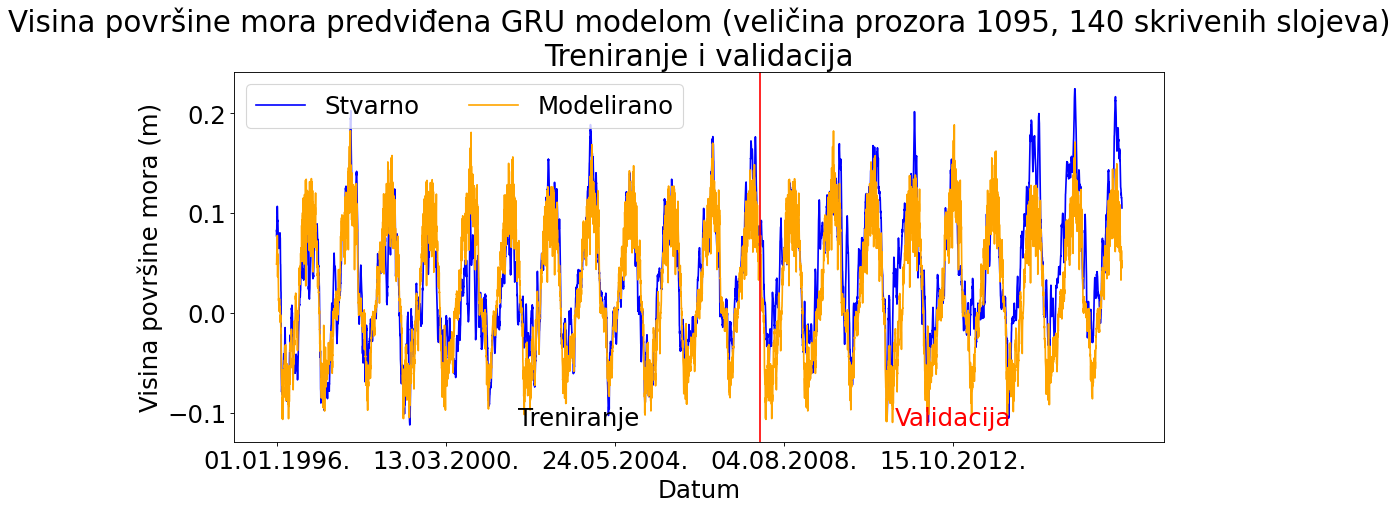 Visina površine mora predviđena GRU modelom (veličina prozora 1095, 140 skrivenih slojeva)
Treniranje i validacija
Stvarno
Modelirano
Visina površine mora (m)
0.2
0.1
0.0
−0.1
Treniranje
Validacija
01.01.1996.
13.03.2000.
24.05.2004.
04.08.2008.
15.10.2012.
Datum